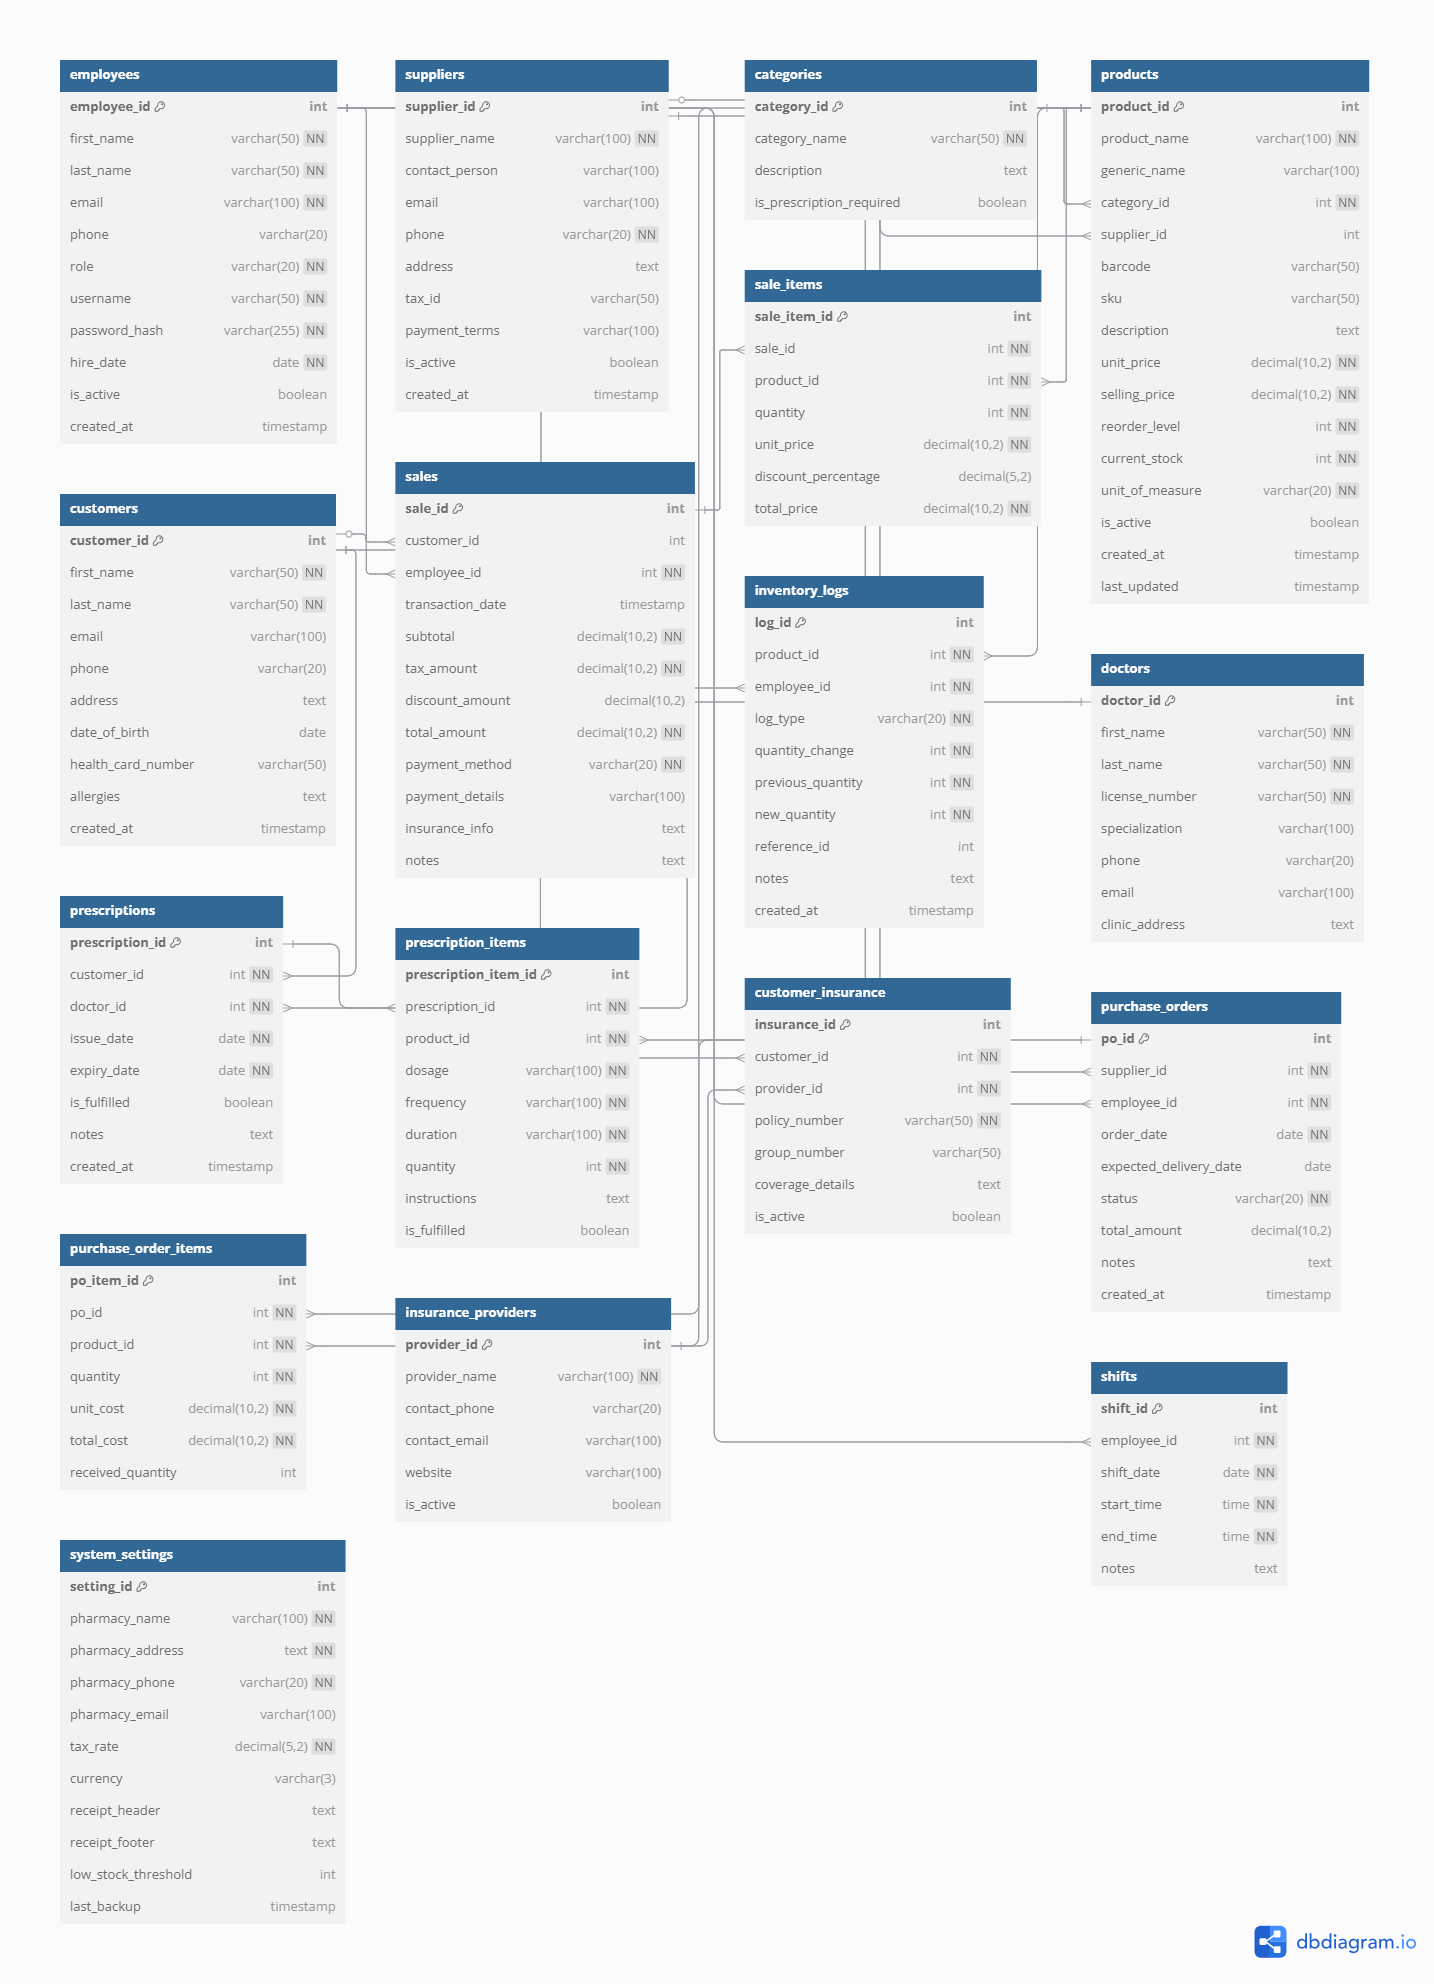 employees
employee_id int
first_name varchar(50) NN
last_name varchar(50) NN
email varchar(100) NN
phone varchar(20)
role varchar(20) NN
username varchar(50) NN
password_hash varchar(255) NN
hire_date date NN
is_active boolean
created_at timestamp
suppliers
supplier_id int
supplier_name varchar(100) NN
contact_person varchar(100)
email varchar(100)
phone varchar(20) NN
address text
tax_id varchar(50)
payment_terms varchar(100)
is_active boolean
created_at timestamp
categories
category_id int
category_name varchar(50) NN
description text
is_prescription_required boolean
products
product_id int
product_name varchar(100) NN
generic_name varchar(100)
category_id int NN
supplier_id int
barcode varchar(50)
sku varchar(50)
description text
unit_price decimal(10,2) NN
selling_price decimal(10,2) NN
reorder_level int NN
current_stock int NN
unit_of_measure varchar(20) NN
is_active boolean
created_at timestamp
last_updated timestamp
sale_items
sale_item_id int
sale_id int NN
product_id int NN
quantity int NN
unit_price decimal(10,2) NN
discount_percentage decimal(5,2)
total_price decimal(10,2) NN
customers
customer_id int
first_name varchar(50) NN
last_name varchar(50) NN
email varchar(100)
phone varchar(20)
address text
date_of_birth date
health_card_number varchar(50)
allergies text
created_at timestamp
sales
sale_id int
customer_id int
employee_id int NN
transaction_date timestamp
subtotal decimal(10,2) NN
tax_amount decimal(10,2) NN
discount_amount decimal(10,2)
total_amount decimal(10,2) NN
payment_method varchar(20) NN
payment_details varchar(100)
insurance_info text
notes text
inventory_logs
log_id int
product_id int NN
employee_id int NN
log_type varchar(20) NN
quantity_change int NN
previous_quantity int NN
new_quantity int NN
reference_id int
notes text
created_at timestamp
doctors
doctor_id int
first_name varchar(50) NN
last_name varchar(50) NN
license_number varchar(50) NN
specialization varchar(100)
phone varchar(20)
email varchar(100)
clinic_address text
prescriptions
prescription_id int
customer_id int NN
doctor_id int NN
issue_date date NN
expiry_date date NN
is_fulfilled boolean
notes text
created_at timestamp
prescription_items
prescription_item_id int
prescription_id int NN
product_id int NN
dosage varchar(100) NN
frequency varchar(100) NN
duration varchar(100) NN
quantity int NN
instructions text
is_fulfilled boolean
customer_insurance
insurance_id int
customer_id int NN
provider_id int NN
policy_number varchar(50) NN
group_number varchar(50)
coverage_details text
is_active boolean
purchase_orders
po_id int
supplier_id int NN
employee_id int NN
order_date date NN
expected_delivery_date date
status varchar(20) NN
total_amount decimal(10,2)
notes text
created_at timestamp
purchase_order_items
po_item_id int
po_id int NN
product_id int NN
quantity int NN
unit_cost decimal(10,2) NN
total_cost decimal(10,2) NN
received_quantity int
insurance_providers
provider_id int
provider_name varchar(100) NN
contact_phone varchar(20)
contact_email varchar(100)
website varchar(100)
is_active boolean
shifts
shift_id int
employee_id int NN
shift_date date NN
start_time time NN
end_time time NN
notes text
system_settings
setting_id int
pharmacy_name varchar(100) NN
pharmacy_address text NN
pharmacy_phone varchar(20) NN
pharmacy_email varchar(100)
tax_rate decimal(5,2) NN
currency varchar(3)
receipt_header text
receipt_footer text
low_stock_threshold int
last_backup timestamp
dbdiagram.io